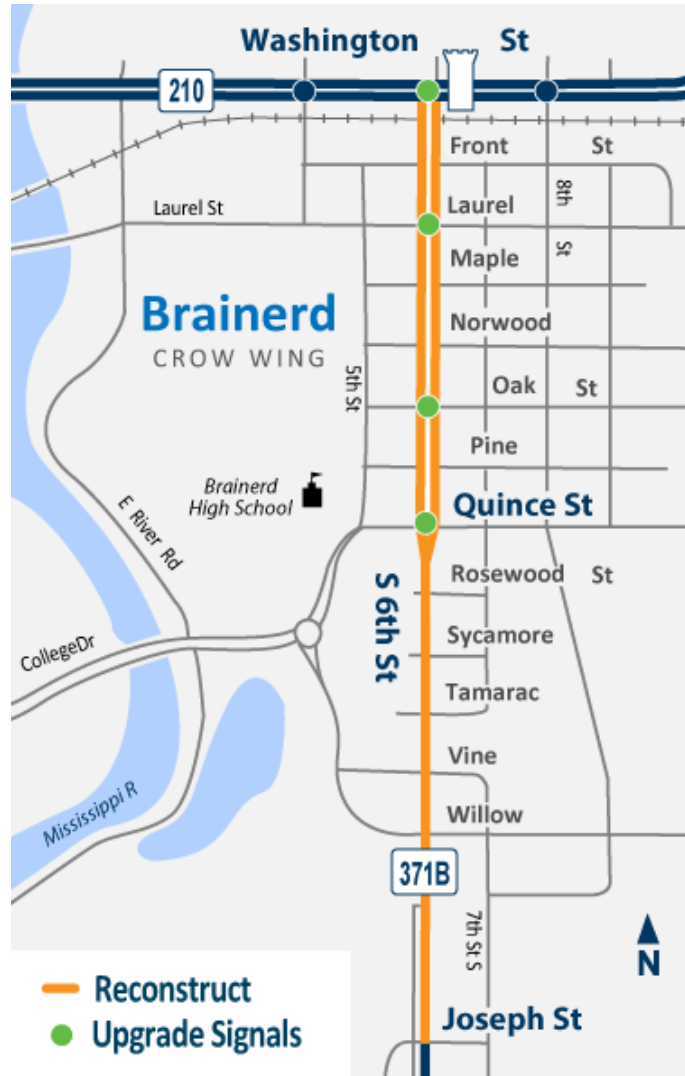 Washington St
210
Front St
8th St
Laurel St
Laurel
Maple
Brainerd
CROW WING
Norwood
5th St
Oak St
Pine
Brainerd
High School
Quince St
E River Rd
S 6th St
Rosewood St
CollegeDr
Sycamore
Tamarac
Vine
Mississippi R
Willow
371B
7th St S
N
Reconstruct
Joseph St
Upgrade Signals